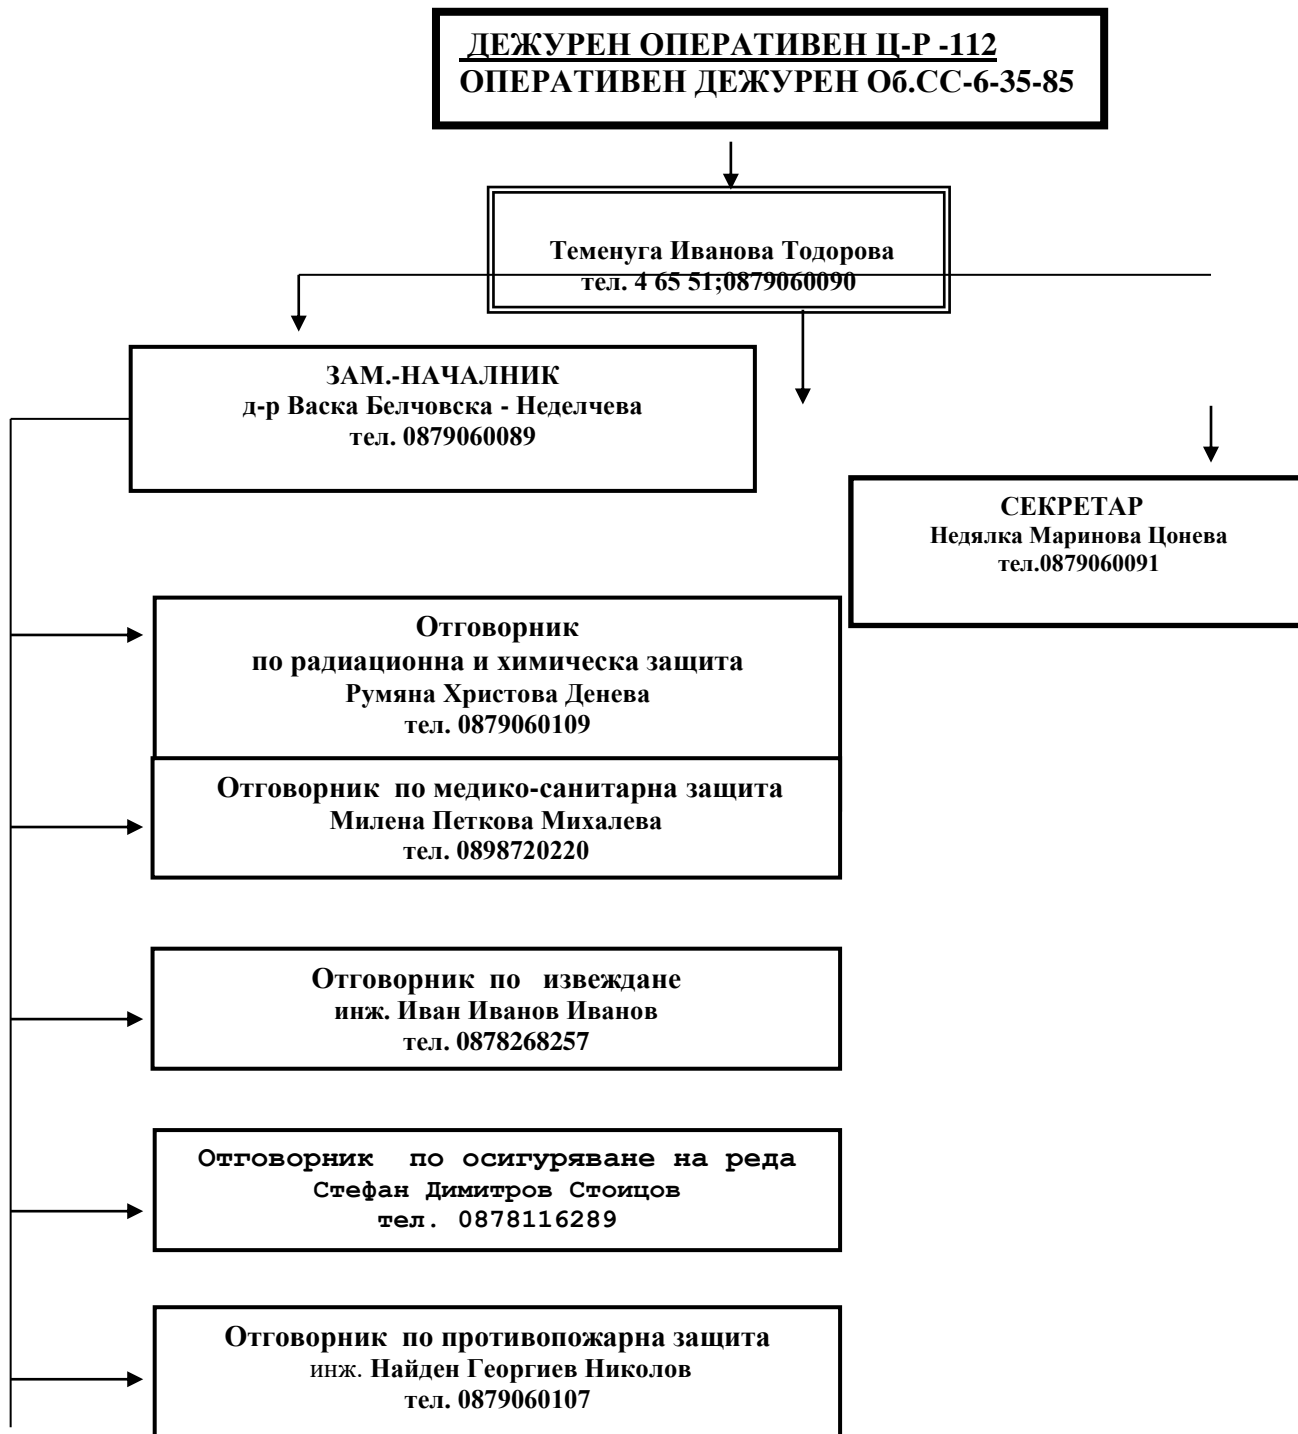 ДЕЖУРЕН ОПЕРАТИВЕН Ц-Р -112
ОПЕРАТИВЕН ДЕЖУРЕН Об.СС-6-35-85
Теменуга Иванова Тодорова
тел. 4 65 51;0879060090
ЗАМ.-НАЧАЛНИК
д-р Васка Белчовска - Неделчева
тел. 0879060089
СЕКРЕТАР
Недялка Маринова Цонева
тел.0879060091
Отговорник
по радиационна и химическа защита
Румяна Христова Денева
тел. 0879060109
Отговорник по медико-санитарна защита
Милена Петкова Михалева
тел. 0898720220
Отговорник по извеждане
инж. Иван Иванов Иванов
тел. 0878268257
Отговорник по осигуряване на реда
Стефан Димитров Стоицов
тел. 0878116289
Отговорник по противопожарна защита
инж. Найден Георгиев Николов
тел. 0879060107